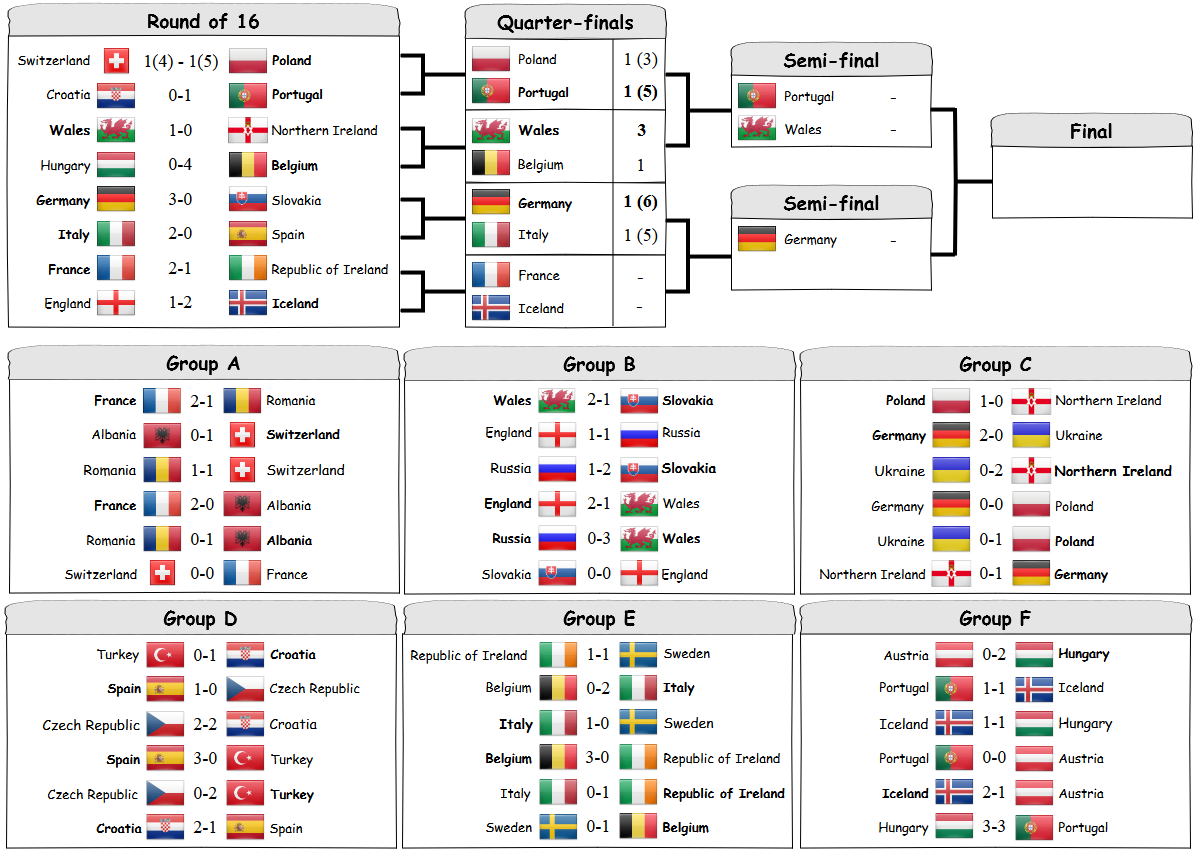 Round of 16
Switzerland 1(4) - 1(5) Poland
Croatia 0-1 Portugal
Wales 1-0 Northern Ireland
Hungary 0-4 Belgium
Germany 3-0 Slovakia
Italy 2-0 Spain
France 2-1 Republic of Ireland
England 1-2 Iceland
Quarter-finals
Poland 1 (3)
Portugal 1 (5)
Wales 3
Belgium 1
Germany 1 (6)
Italy 1 (5)
France -
Iceland -
Semi-final
Portugal -
Wales -
Semi-final
Germany -
Final
Group A
France 2-1 Romania
Albania 0-1 Switzerland
Romania 1-1 Switzerland
France 2-0 Albania
Romania 0-1 Albania
Switzerland 0-0 France
Group B
Wales 2-1 Slovakia
England 1-1 Russia
Russia 1-2 Slovakia
England 2-1 Wales
Russia 0-3 Wales
Slovakia 0-0 England
Group C
Poland 1-0 Northern Ireland
Germany 2-0 Ukraine
Ukraine 0-2 Northern Ireland
Germany 0-0 Poland
Ukraine 0-1 Poland
Northern Ireland 0-1 Germany
Group D
Turkey 0-1 Croatia
Spain 1-0 Czech Republic
Czech Republic 2-2 Croatia
Spain 3-0 Turkey
Czech Republic 0-2 Turkey
Croatia 2-1 Spain
Group E
Republic of Ireland 1-1 Sweden
Belgium 0-2 Italy
Italy 1-0 Sweden
Belgium 3-0 Republic of Ireland
Italy 0-1 Republic of Ireland
Sweden 0-1 Belgium
Group F
Austria 0-2 Hungary
Portugal 1-1 Iceland
Iceland 1-1 Hungary
Portugal 0-0 Austria
Iceland 2-1 Austria
Hungary 3-3 Portugal